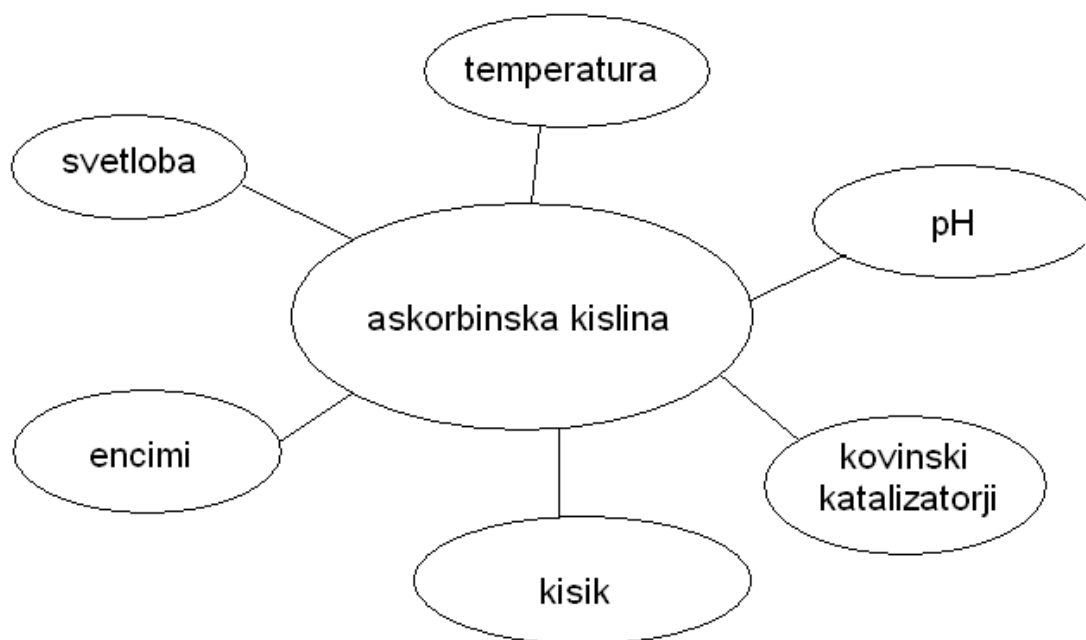 temperatura
svetloba
pH
askorbinska kislina
encimi
kovinski
katalizatorji
kisik